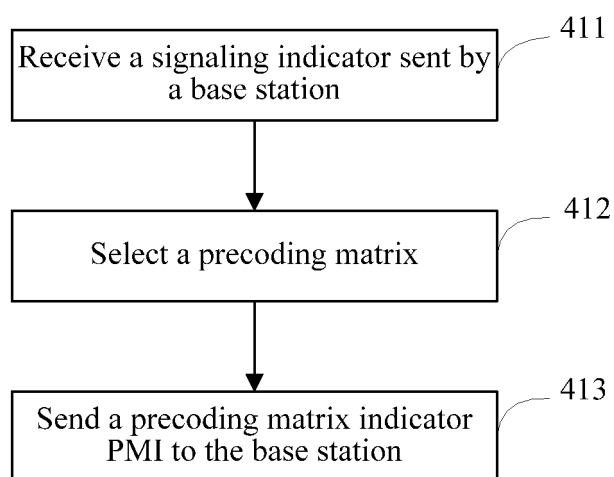 411
Receive a signaling indicator sent by
a base station
412
Select a precoding matrix
413
Send a precoding matrix indicator
PMI to the base station